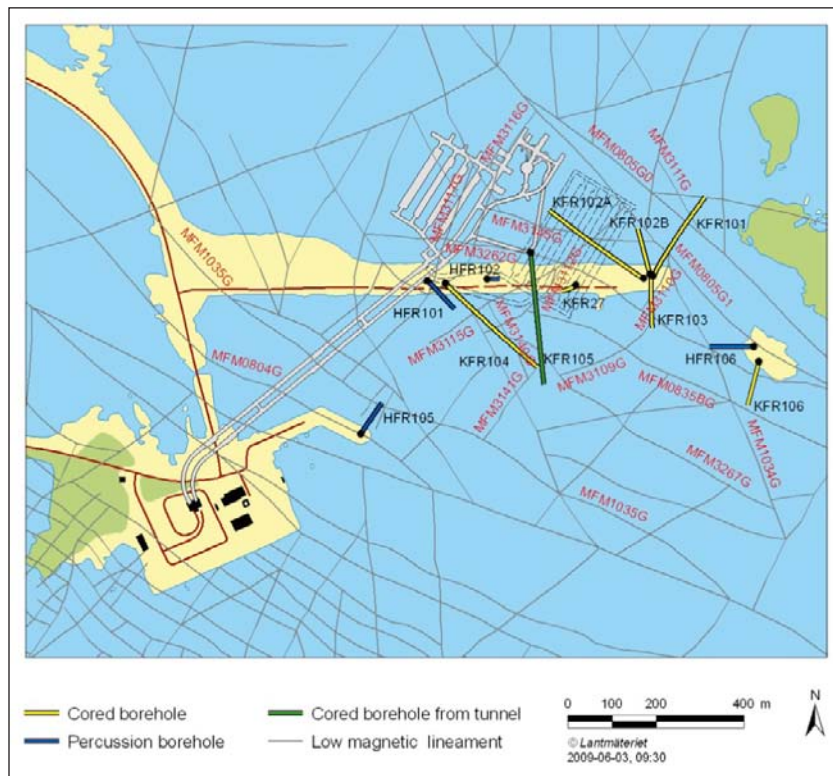 MFM3116G
MFM0805G0
MFM3111G
MFM3117G
KFR102A
KFR102B
KFR101
MFM1035G
MFM3262G
HFR102
MFM0805G1
KFR27
HFR101
KFR103
MFM3115G
HFR106
KFR104
KFR105
MFM0804G
MFM3109G
MFM0835BG
MFM3141G
KFR106
HFR105
MFM1034G
MFM3267G
MFM1035G
Cored borehole
Cored borehole from tunnel
0 100 200 400 m
N
Percussion borehole
Low magnetic lineament
© Lantmäteriet
2009-06-03, 09:30